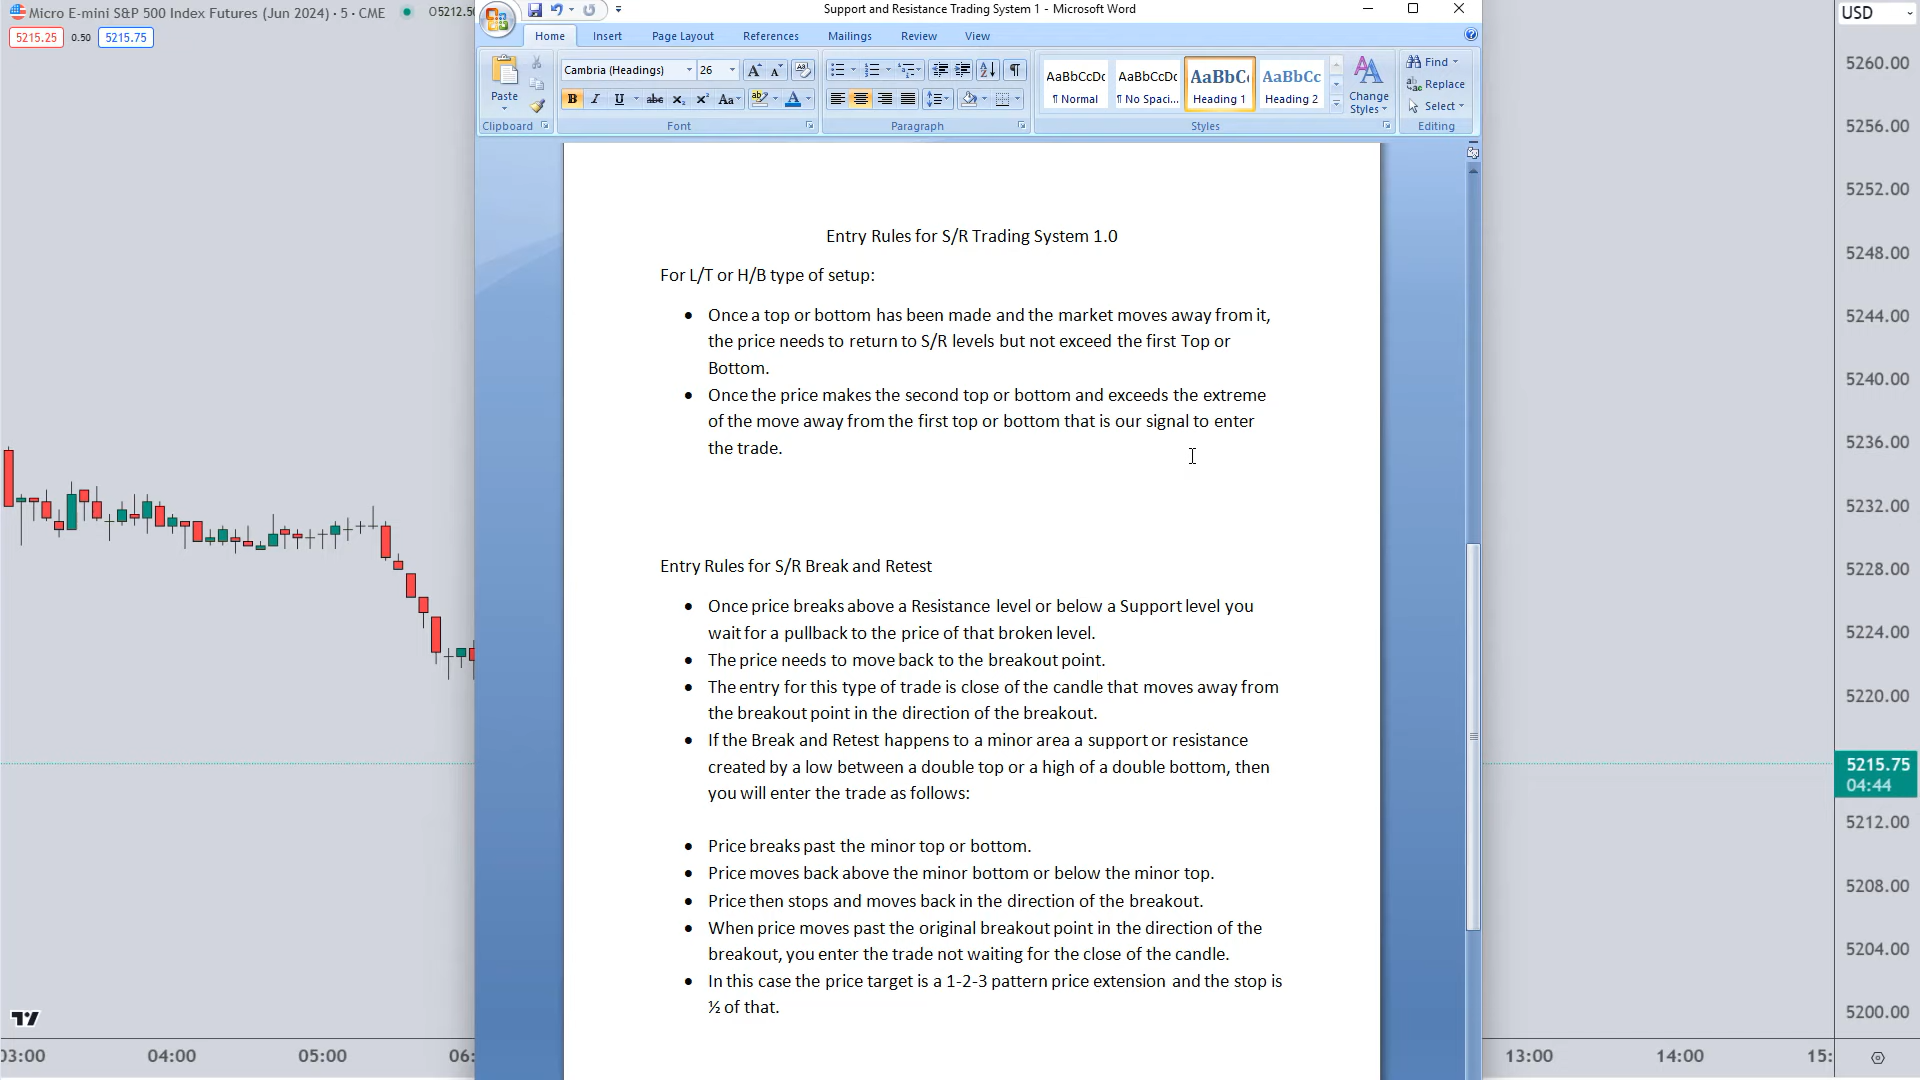 Micro E-mini S&P 500 Index Futures (Jun 2024) · 5 · CME
O5212.50
5215.25 0.50 5215.75
Support and Resistance Trading System 1 - Microsoft Word
Home Insert Page Layout References Mailings Review View
Paste
Clipboard
Cambria (Headings) 26
B I U abc X₂ X² Aa
Font
Paragraph
AaBbCcDc AaBbCcDc AaBbC AaBbCc
¶ Normal ¶ No Spaci... Heading 1 Heading 2
Change
Styles
Styles
Find
Replace
Select
Editing
Entry Rules for S/R Trading System 1.0
For L/T or H/B type of setup:
• Once a top or bottom has been made and the market moves away from it,
the price needs to return to S/R levels but not exceed the first Top or
Bottom.
• Once the price makes the second top or bottom and exceeds the extreme
of the move away from the first top or bottom that is our signal to enter
the trade.
Entry Rules for S/R Break and Retest
• Once price breaks above a Resistance level or below a Support level you
wait for a pullback to the price of that broken level.
• The price needs to move back to the breakout point.
• The entry for this type of trade is close of the candle that moves away from
the breakout point in the direction of the breakout.
• If the Break and Retest happens to a minor area a support or resistance
created by a low between a double top or a high of a double bottom, then
you will enter the trade as follows:
• Price breaks past the minor top or bottom.
• Price moves back above the minor bottom or below the minor top.
• Price then stops and moves back in the direction of the breakout.
• When price moves past the original breakout point in the direction of the
breakout, you enter the trade not waiting for the close of the candle.
• In this case the price target is a 1-2-3 pattern price extension and the stop is
½ of that.
USD
5260.00
5256.00
5252.00
5248.00
5244.00
5240.00
5236.00
5232.00
5228.00
5224.00
5220.00
5215.75
04:44
5212.00
5208.00
5204.00
5200.00
03:00 04:00 05:00 06: 13:00 14:00 15: